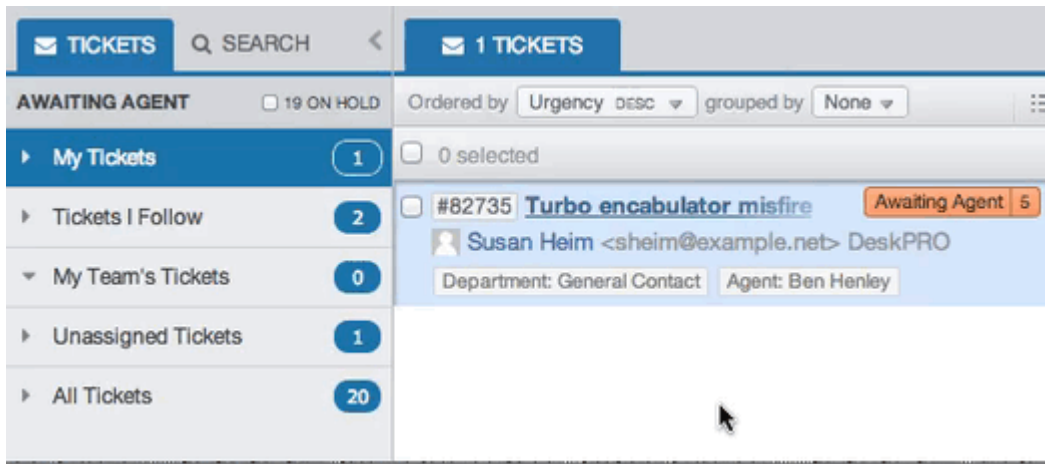 TICKETS
SEARCH
AWAITING AGENT
19 ON HOLD
My Tickets 1
Tickets I Follow 2
My Team's Tickets 0
Unassigned Tickets 1
All Tickets 20
1 TICKETS
Ordered by Urgency DESC grouped by None
0 selected
#82735 Turbo encabulator misfire Awaiting Agent 5
Susan Heim <sheim@example.net> DeskPRO
Department: General Contact Agent: Ben Henley